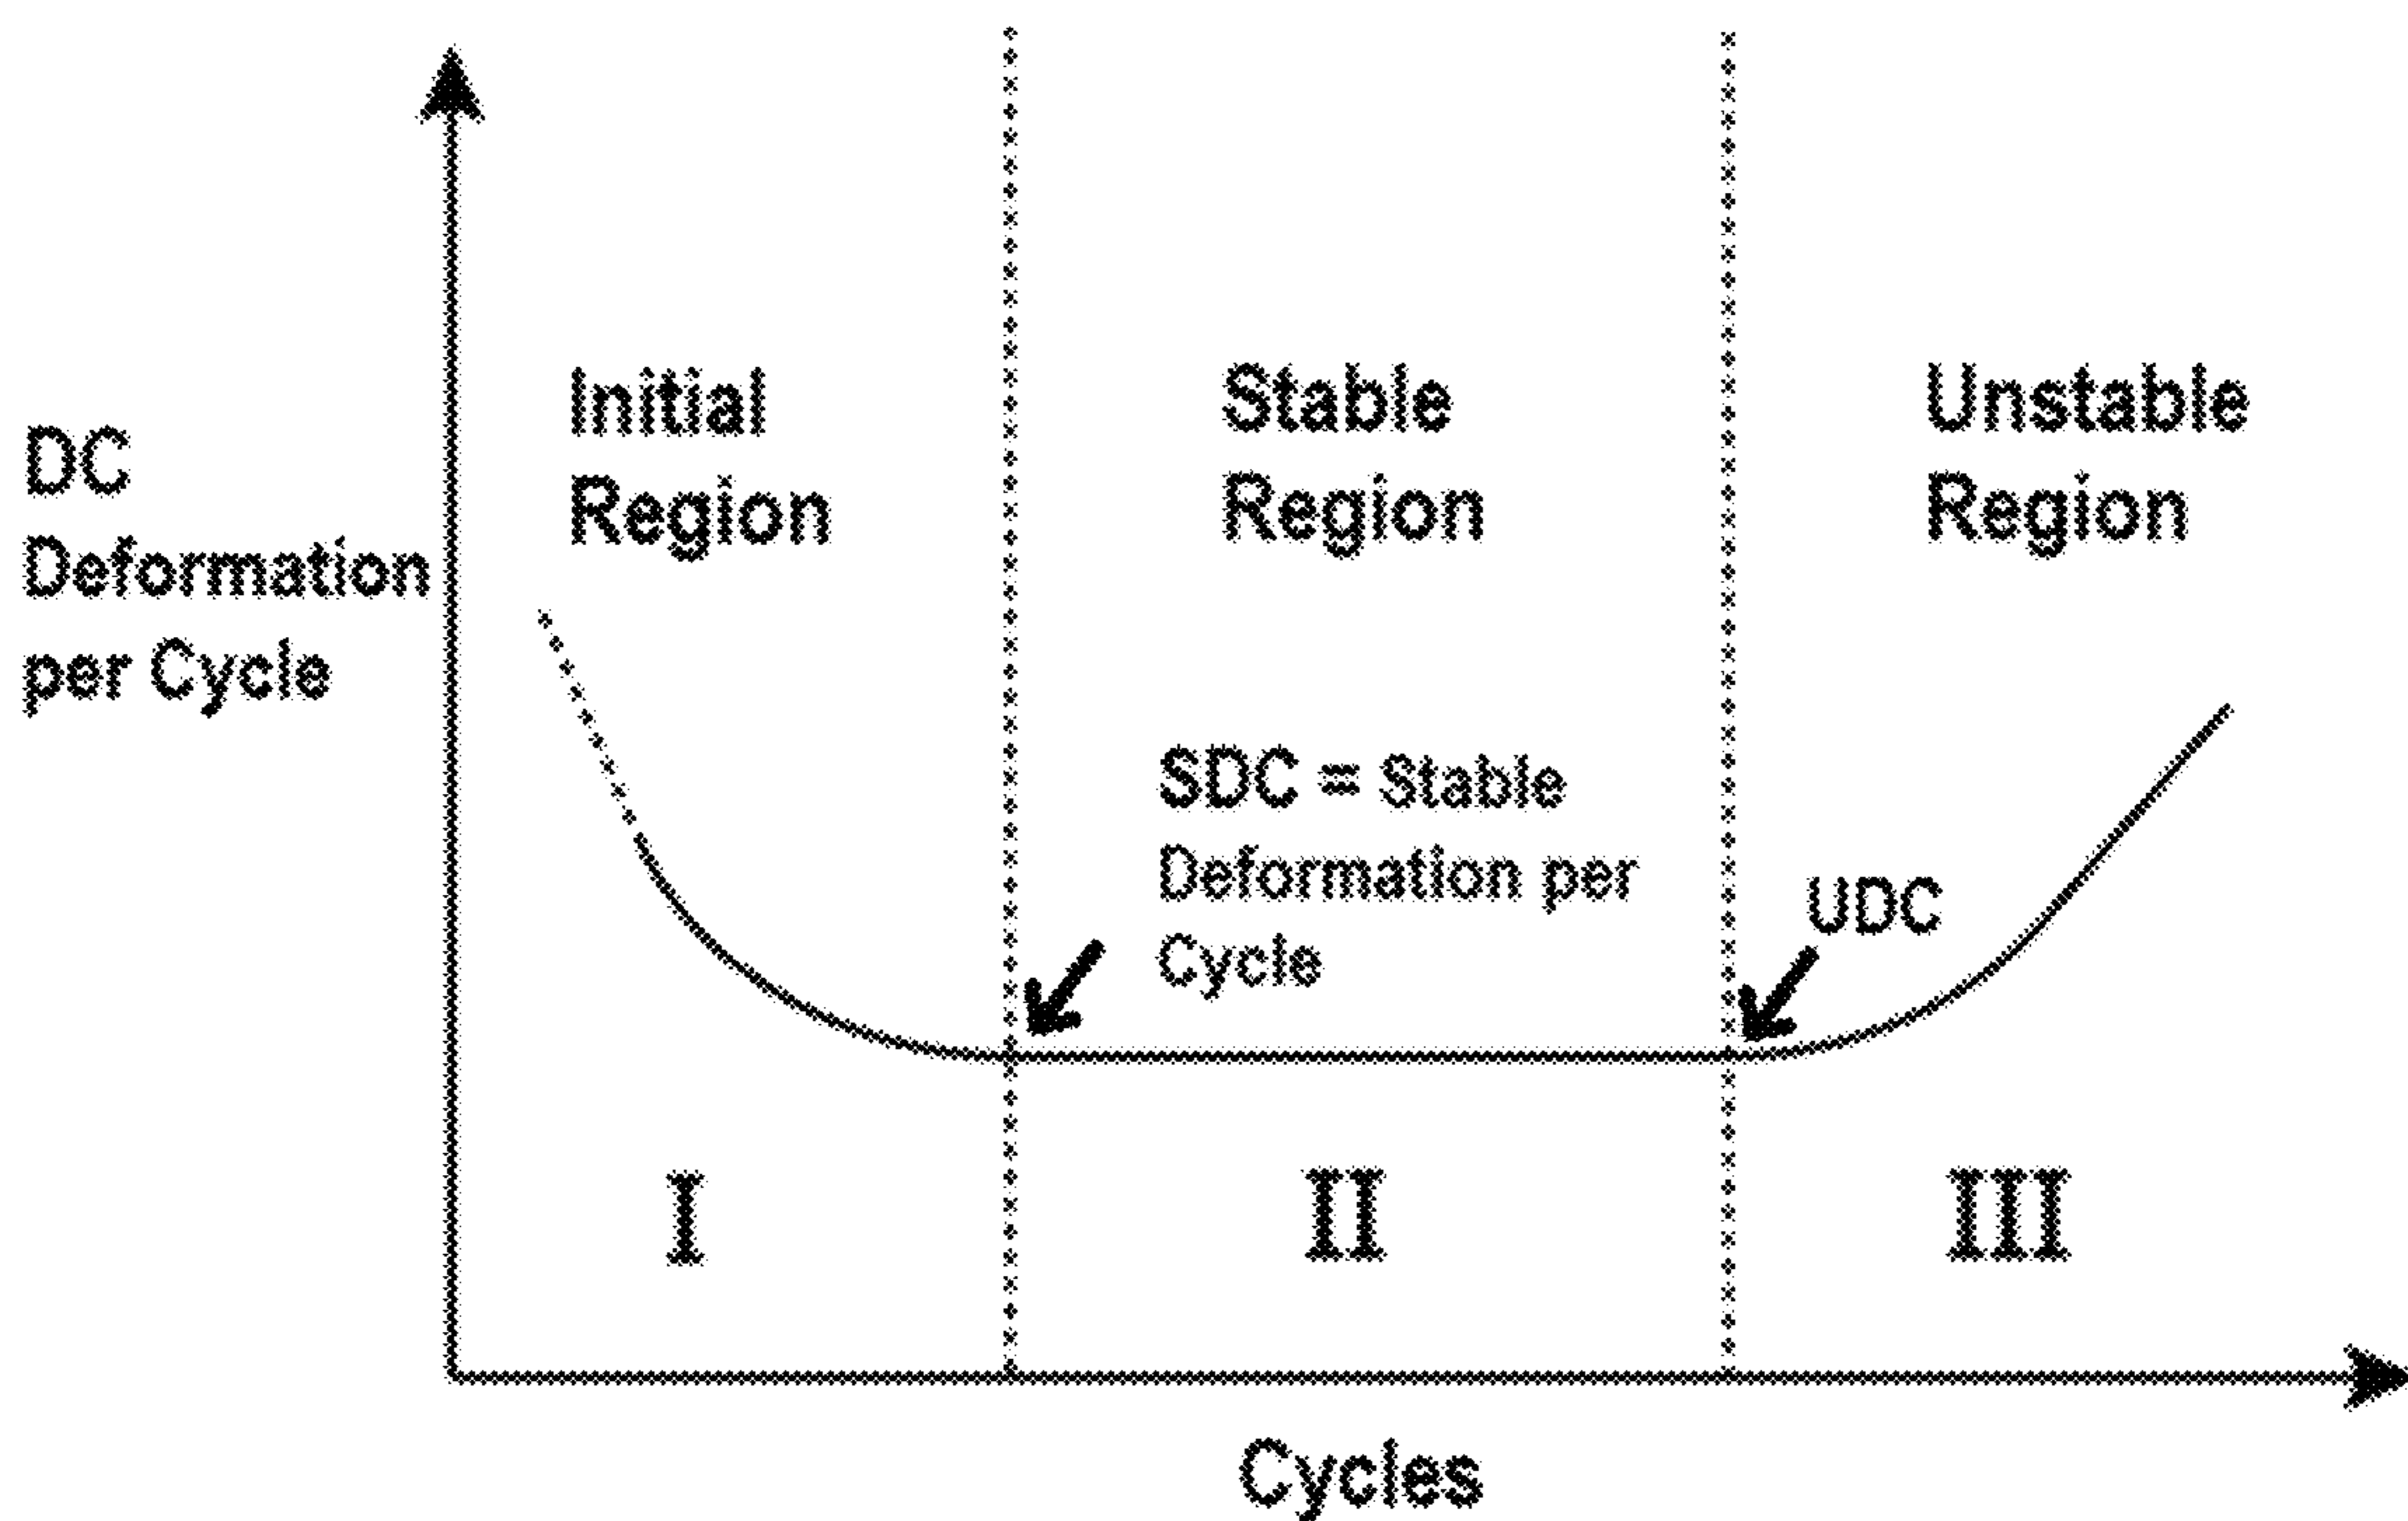 DC
Deformation
per Cycle
Initial
Region
Stable
Region
Unstable
Region
SDC = Stable
Deformation per
Cycle
UDC
I
II
III
Cycles